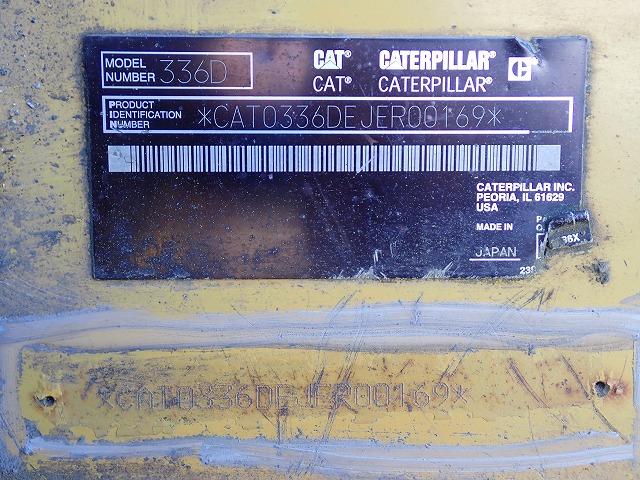 MODEL NUMBER 336D
CAT® CATERPILLAR®
CAT® CATERPILLAR®
PRODUCT IDENTIFICATION NUMBER *CAT0336DEJER00169*
CATERPILLAR INC.
PEORIA, IL 61629
USA
MADE IN
JAPAN
36X
*CAT0336DEJER00169*